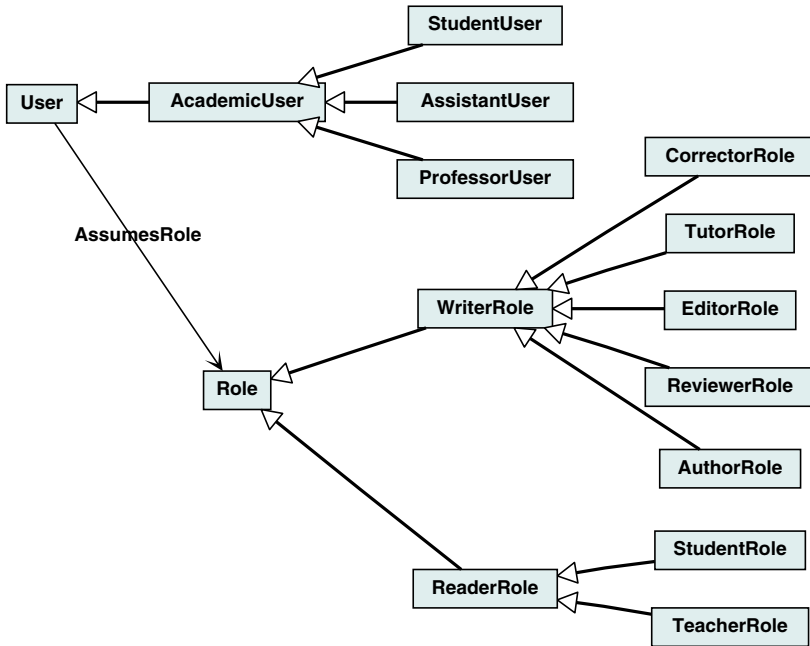 StudentUser
User
AcademicUser
AssistantUser
ProfessorUser
CorrectorRole
AssumesRole
TutorRole
WriterRole
EditorRole
Role
ReviewerRole
AuthorRole
StudentRole
ReaderRole
TeacherRole